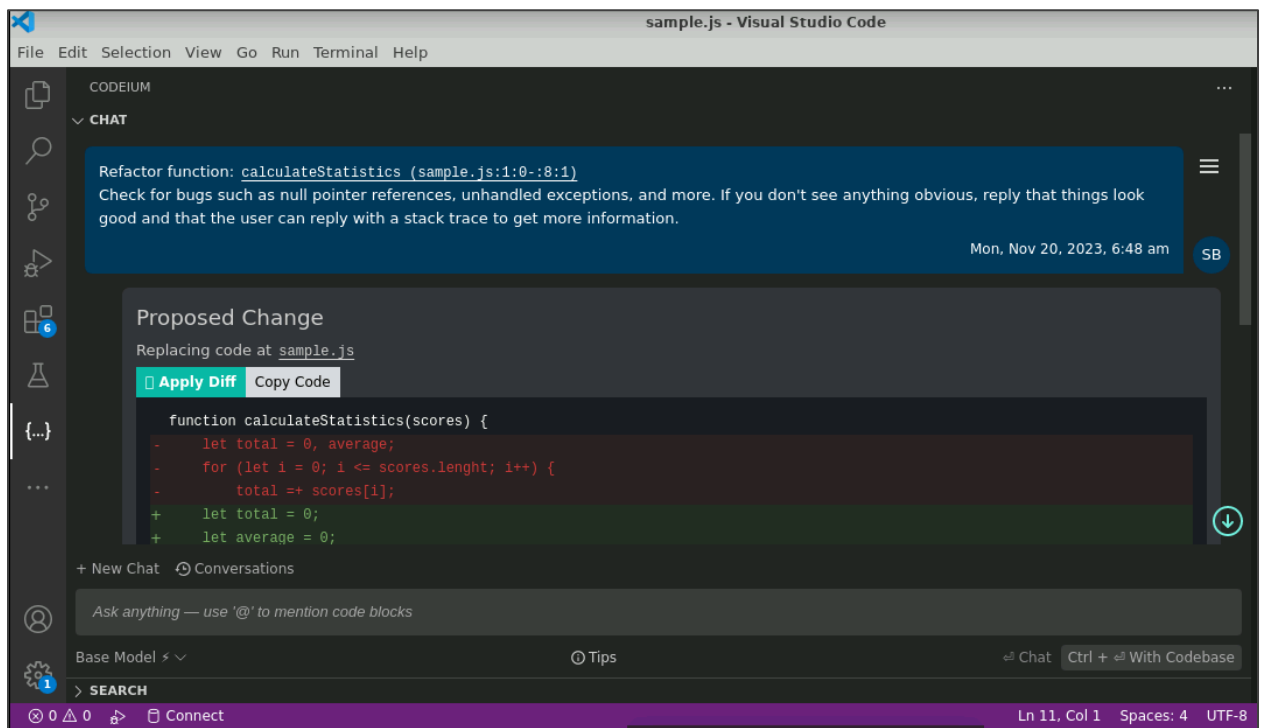 sample.js - Visual Studio Code
File Edit Selection View Go Run Terminal Help
CODEIUM
CHAT
Refactor function: calculateStatistics (sample.js:1:0-:8:1)
Check for bugs such as null pointer references, unhandled exceptions, and more. If you don't see anything obvious, reply that things look
good and that the user can reply with a stack trace to get more information.
Mon, Nov 20, 2023, 6:48 am
SB
Proposed Change
Replacing code at sample.js
Apply Diff Copy Code
function calculateStatistics(scores) {
- let total = 0, average;
- for (let i = 0; i <= scores.lenght; i++) {
- total =+ scores[i];
+ let total = 0;
+ let average = 0;
6
{...}
+ New Chat Conversations
Ask anything — use '@' to mention code blocks
Base Model Tips Chat Ctrl + ⏎ With Codebase
1
> SEARCH
0 0 Connect Ln 11, Col 1 Spaces: 4 UTF-8